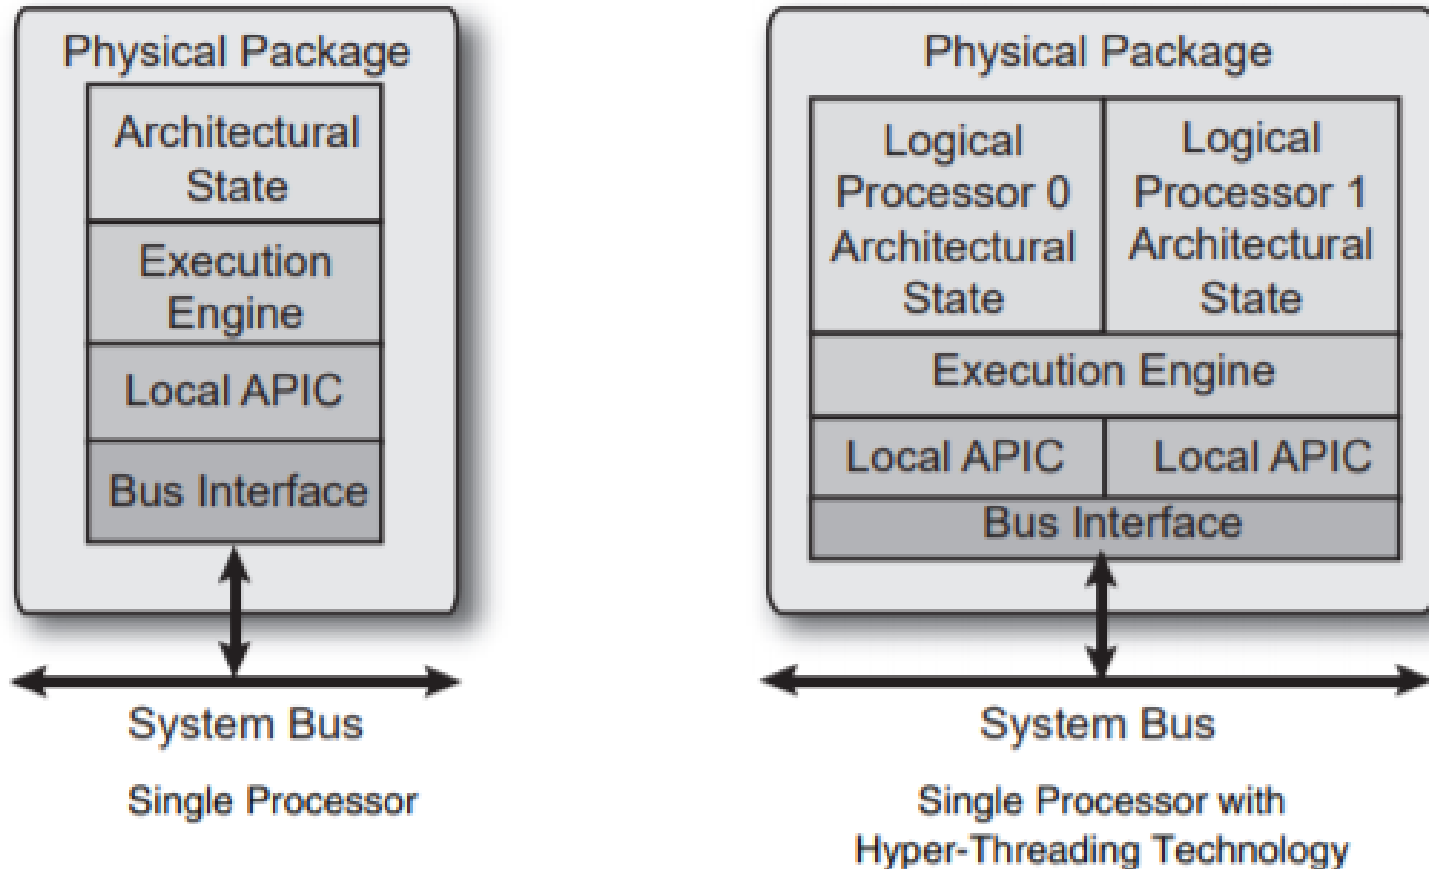 Physical Package
Architectural
State
Execution
Engine
Local APIC
Bus Interface
System Bus
Single Processor
Physical Package
Logical
Processor 0
Architectural
State
Logical
Processor 1
Architectural
State
Execution Engine
Local APIC
Local APIC
Bus Interface
System Bus
Single Processor with
Hyper-Threading Technology